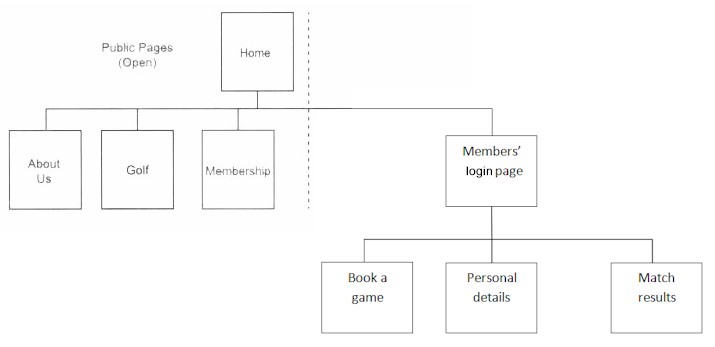 Public Pages
(Open)
Home
About
Us
Golf
Membership
Members’
login page
Book a
game
Personal
details
Match
results